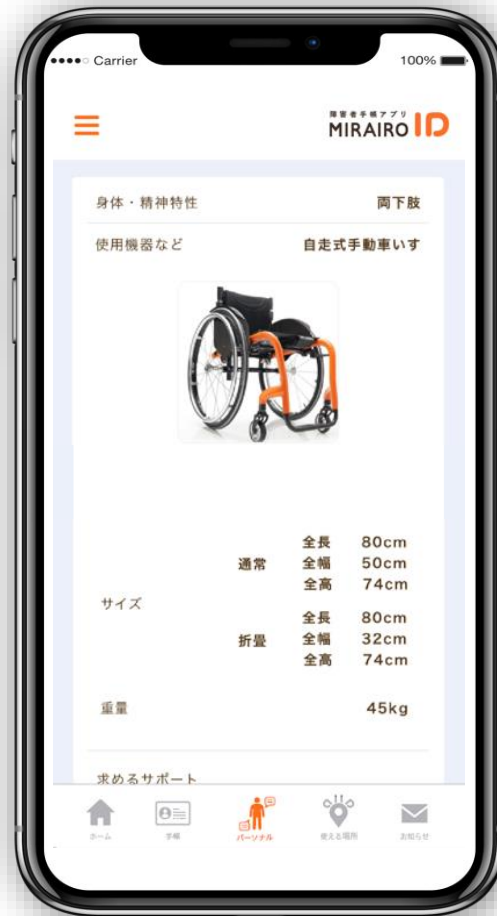 Carrier 100%
障害者手帳アプリ
MIRAIRO ID
身体・精神特性 両下肢
使用機器など 自走式手動車いす
全長 80cm
通常 全幅 50cm
全高 74cm
サイズ
全長 80cm
折畳 全幅 32cm
全高 74cm
重量 45kg
求めるサポート
ホーム 手帳 パーソナル 使える場所 お知らせ